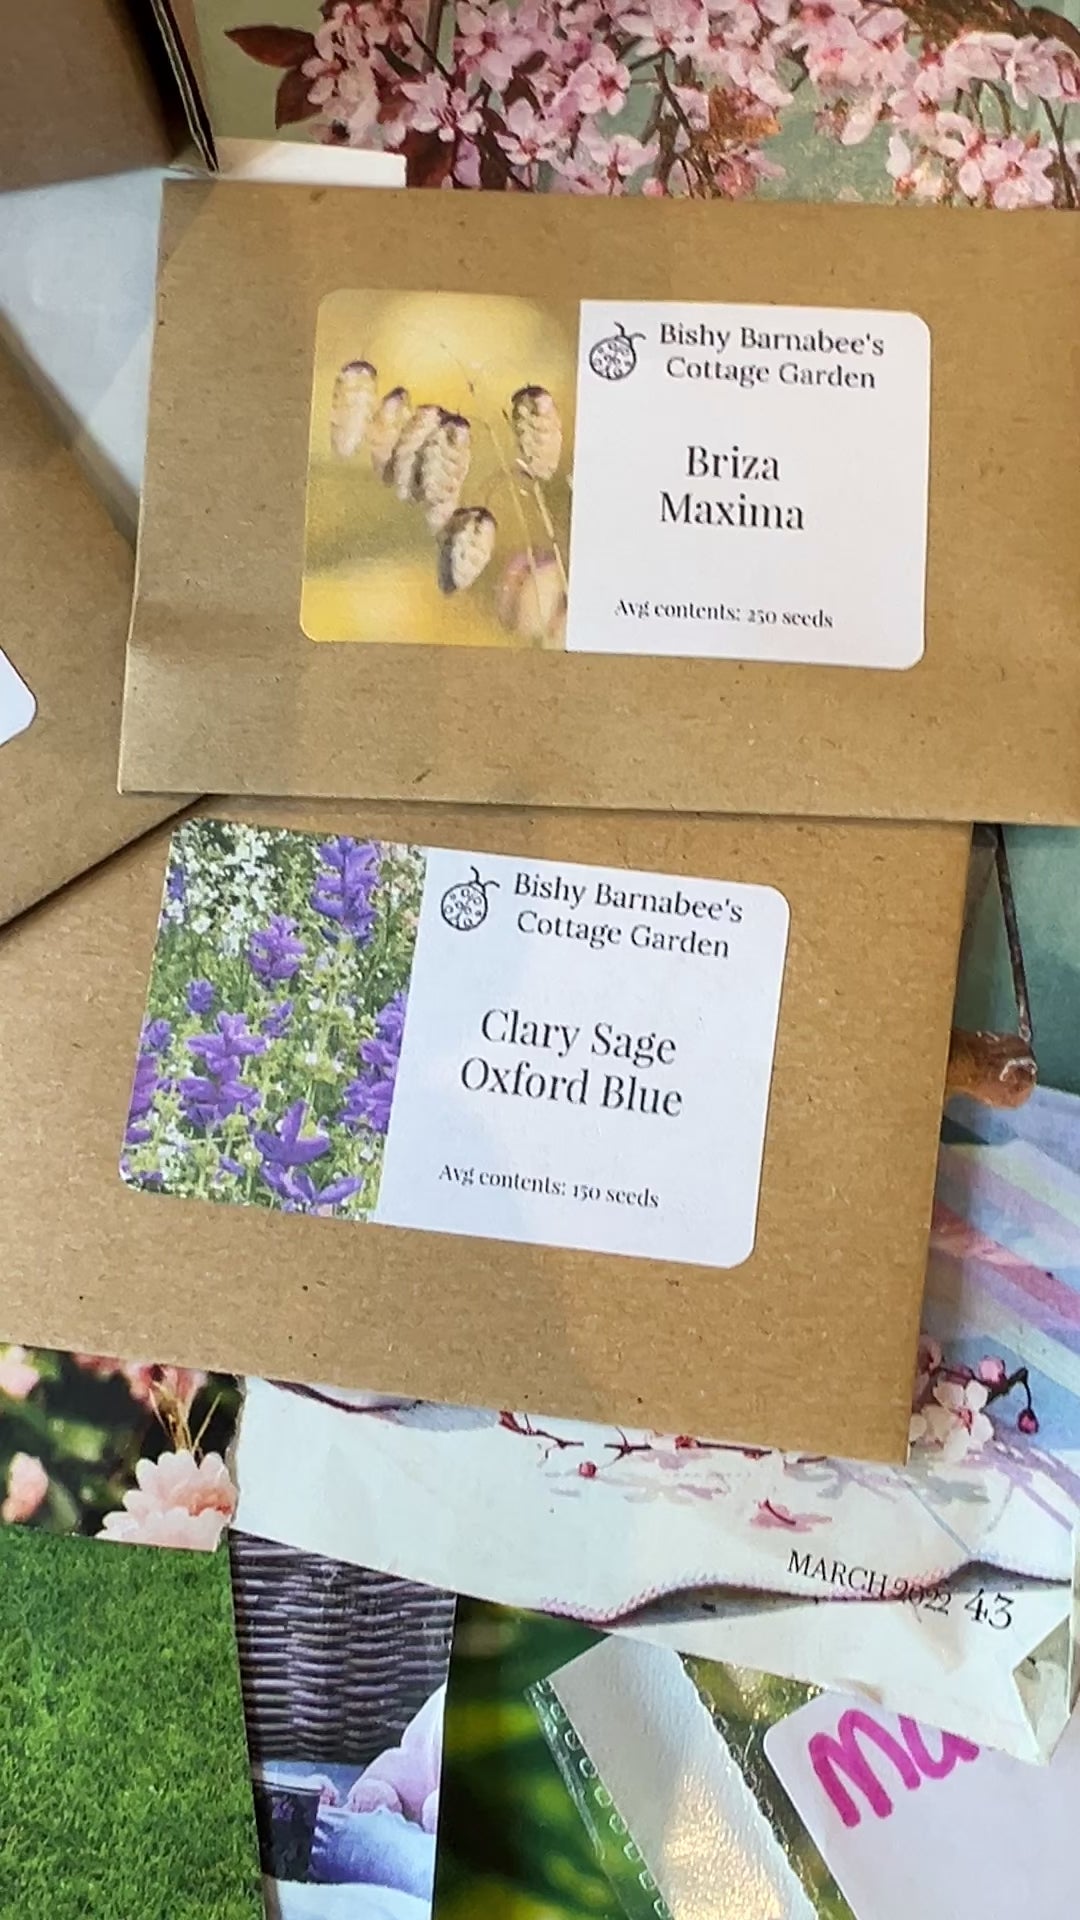 Bishy Barnabee's
Cottage Garden
Briza
Maxima
Avg contents: 250 seeds
Bishy Barnabee's
Cottage Garden
Clary Sage
Oxford Blue
Avg contents: 150 seeds
MARCH 2022 43